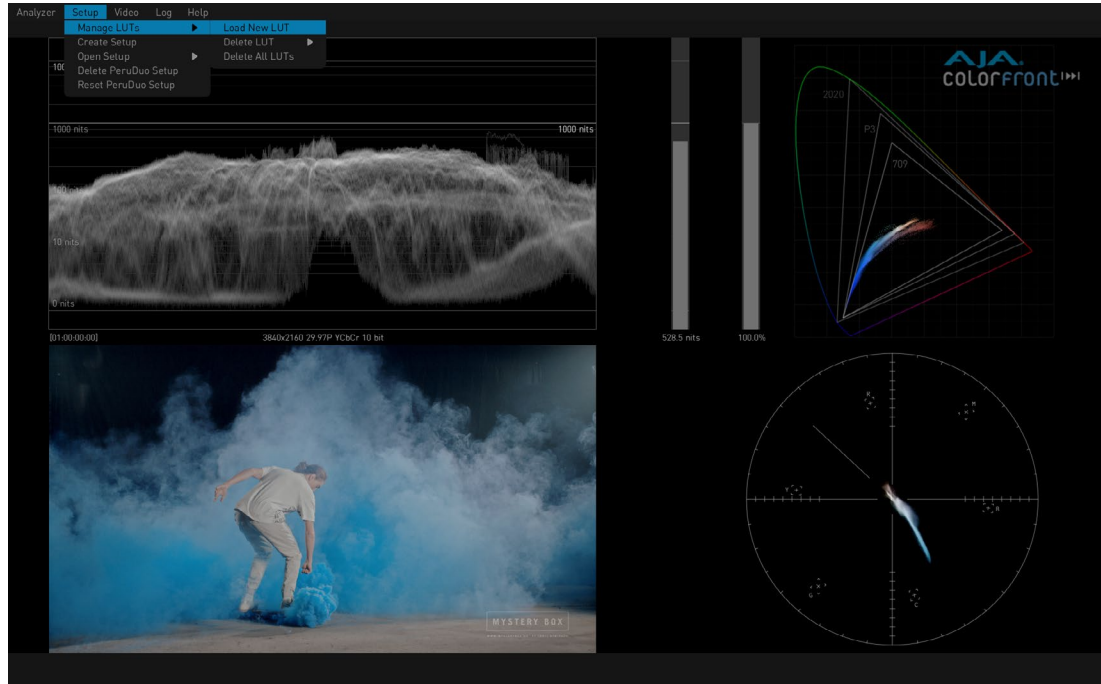 Analyzer Setup Video Log Help
Manage LUTs Load New LUT
Create Setup Delete LUT
Open Setup Delete All LUTs
Delete PeruDuo Setup
Reset PeruDuo Setup
AJA
colorfront
2020
P3
709
1000 nits 1000 nits
10 nits
0 nits
[01:00:00:00] 3840x2160 29.97P YCbCr 10 bit 528.5 nits 100.0%
R
M
Y
B
G
C
MYSTERY BOX